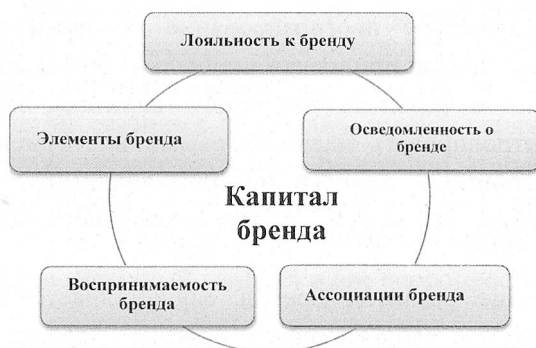 Лояльность к бренду
Элементы бренда
Осведомленность о
бренде
Капитал
бренда
Воспринимаемость
бренда
Ассоциации бренда